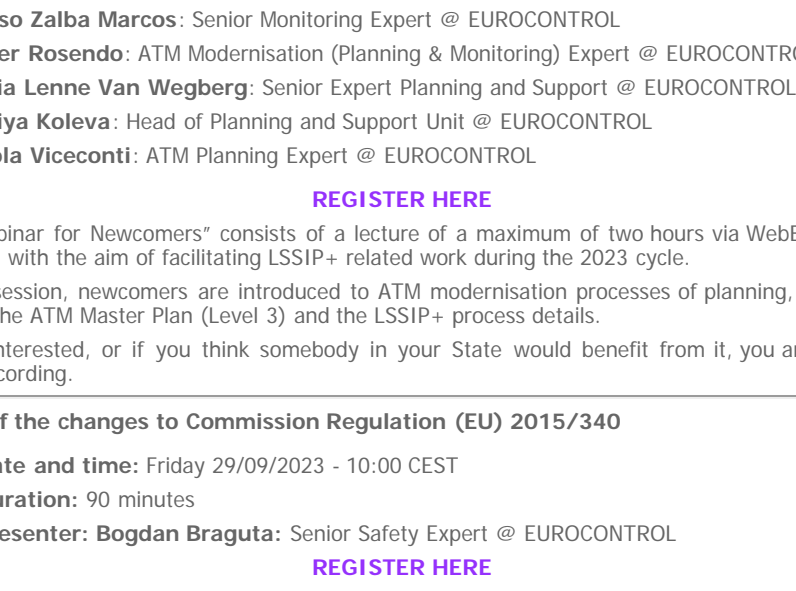 so Zalba Marcos: Senior Monitoring Expert @ EUROCONTROL
er Rosendo: ATM Modernisation (Planning & Monitoring) Expert @ EUROCONTRO
ia Lenne Van Wegberg: Senior Expert Planning and Support @ EUROCONTROL
iya Koleva: Head of Planning and Support Unit @ EUROCONTROL
ola Viceconti: ATM Planning Expert @ EUROCONTROL
REGISTER HERE
binar for Newcomers” consists of a lecture of a maximum of two hours via WebE
with the aim of facilitating LSSIP+ related work during the 2023 cycle.
session, newcomers are introduced to ATM modernisation processes of planning,
the ATM Master Plan (Level 3) and the LSSIP+ process details.
nterested, or if you think somebody in your State would benefit from it, you ar
cording.
f the changes to Commission Regulation (EU) 2015/340
ate and time: Friday 29/09/2023 - 10:00 CEST
uration: 90 minutes
esenter: Bogdan Braguta: Senior Safety Expert @ EUROCONTROL
REGISTER HERE